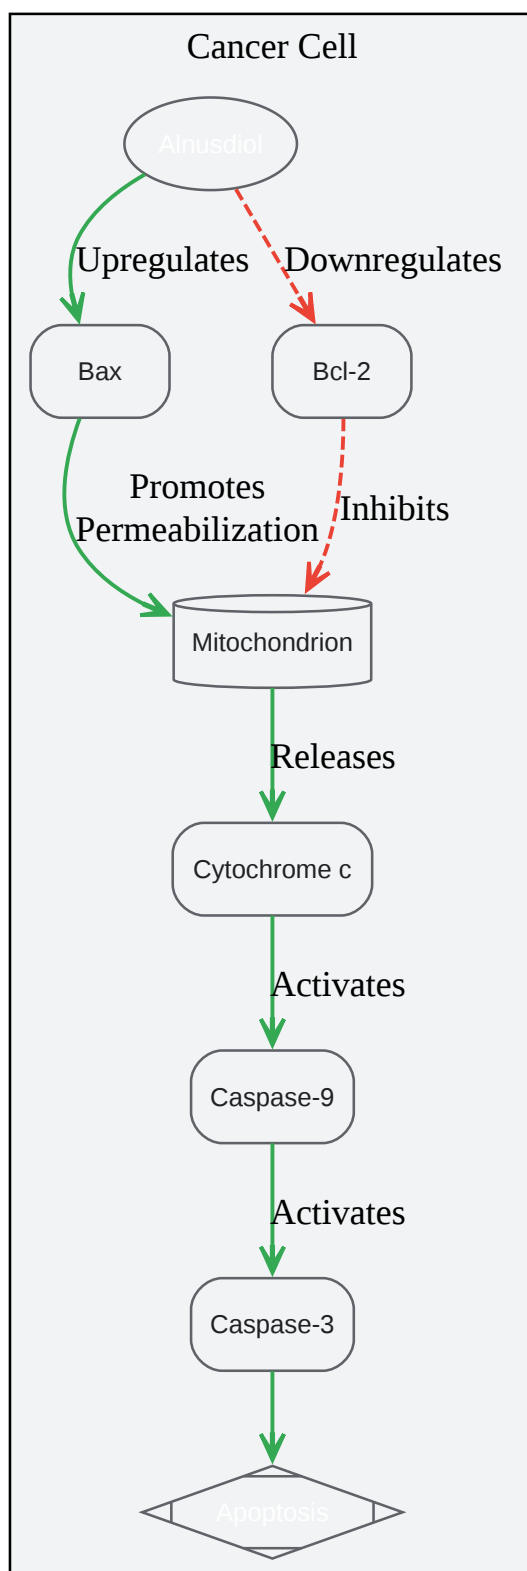 Cancer Cell
Alnusdiol
Upregulates
Downregulates
Bax
Bcl-2
Promotes
Permeabilization
Inhibits
Mitochondrion
Releases
Cytochrome c
Activates
Caspase-9
Activates
Caspase-3
Apoptosis